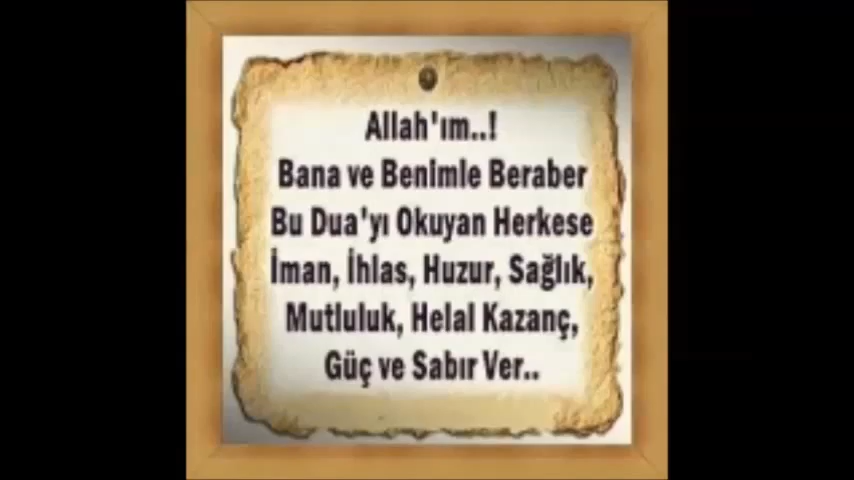 Allah'ım..!
Bana ve Benimle Beraber
Bu Dua'yı Okuyan Herkese
İman, İhlas, Huzur, Sağlık,
Mutluluk, Helal Kazanç,
Güç ve Sabır Ver..